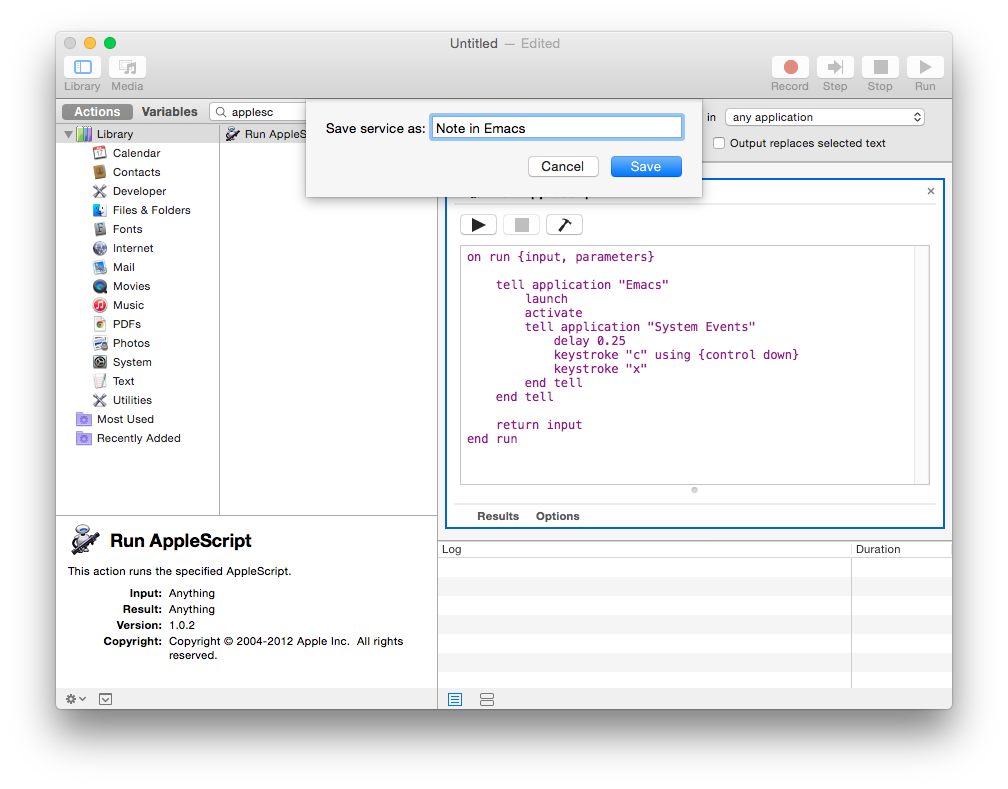 Untitled — Edited
Library
Media
Record
Step
Stop
Run
Actions
Variables
applesc
Save service as: Note in Emacs
Cancel
Save
in
any application
Output replaces selected text
Library
Calendar
Contacts
Developer
Files & Folders
Fonts
Internet
Mail
Movies
Music
PDFs
Photos
System
Text
Utilities
Most Used
Recently Added
Run AppleS
on run {input, parameters}
tell application "Emacs"
launch
activate
tell application "System Events"
delay 0.25
keystroke "c" using {control down}
keystroke "x"
end tell
end tell
return input
end run
Results
Options
Run AppleScript
This action runs the specified AppleScript.
Input: Anything
Result: Anything
Version: 1.0.2
Copyright: Copyright © 2004-2012 Apple Inc. All rights
reserved.
Log
Duration